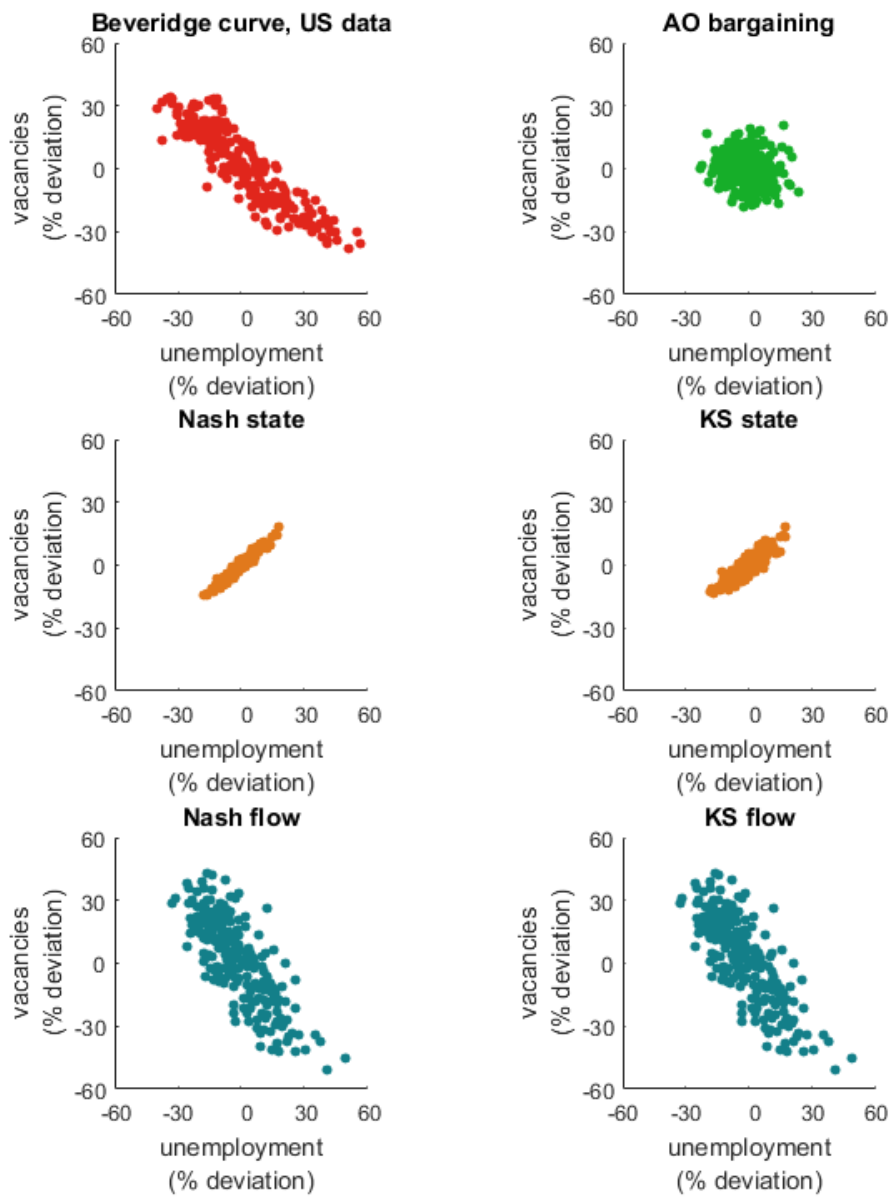 Beveridge curve, US data
60
30
0
-30
-60
vacancies
(% deviation)
-60 -30 0 30 60
unemployment
(% deviation)
AO bargaining
60
30
0
-30
-60
vacancies
(% deviation)
-60 -30 0 30 60
unemployment
(% deviation)
Nash state
60
30
0
-30
-60
vacancies
(% deviation)
-60 -30 0 30 60
unemployment
(% deviation)
KS state
60
30
0
-30
-60
vacancies
(% deviation)
-60 -30 0 30 60
unemployment
(% deviation)
Nash flow
60
30
0
-30
-60
vacancies
(% deviation)
-60 -30 0 30 60
unemployment
(% deviation)
KS flow
60
30
0
-30
-60
vacancies
(% deviation)
-60 -30 0 30 60
unemployment
(% deviation)